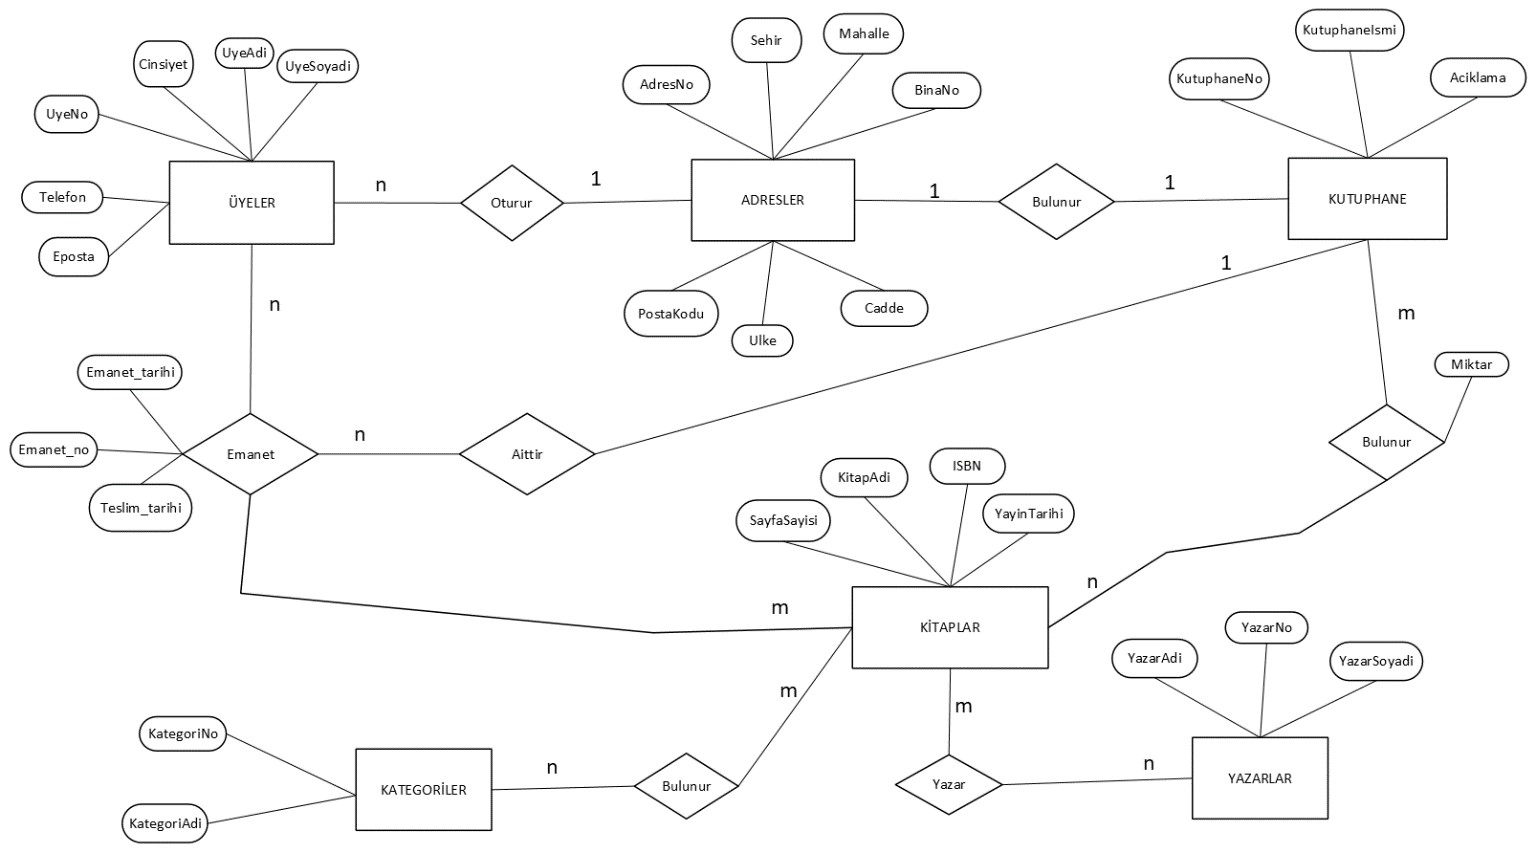 Cinsiyet
UyeAdi
UyeSoyadi
UyeNo
Telefon
Eposta
ÜYELER
n
Oturur
1
Sehir
Mahalle
AdresNo
BinaNo
ADRESLER
PostaKodu
Ulke
Cadde
1
Bulunur
1
KutuphaneIsmi
KutuphaneNo
Aciklama
KUTUPHANE
n
1
m
Emanet_tarihi
Emanet_no
Teslim_tarihi
Emanet
n
Aittir
Miktar
Bulunur
SayfaSayisi
KitapAdi
ISBN
YayinTarihi
KİTAPLAR
m
n
m
m
YazarAdi
YazarNo
YazarSoyadi
YAZARLAR
KategoriNo
KategoriAdi
KATEGORİLER
n
Bulunur
Yazar
n